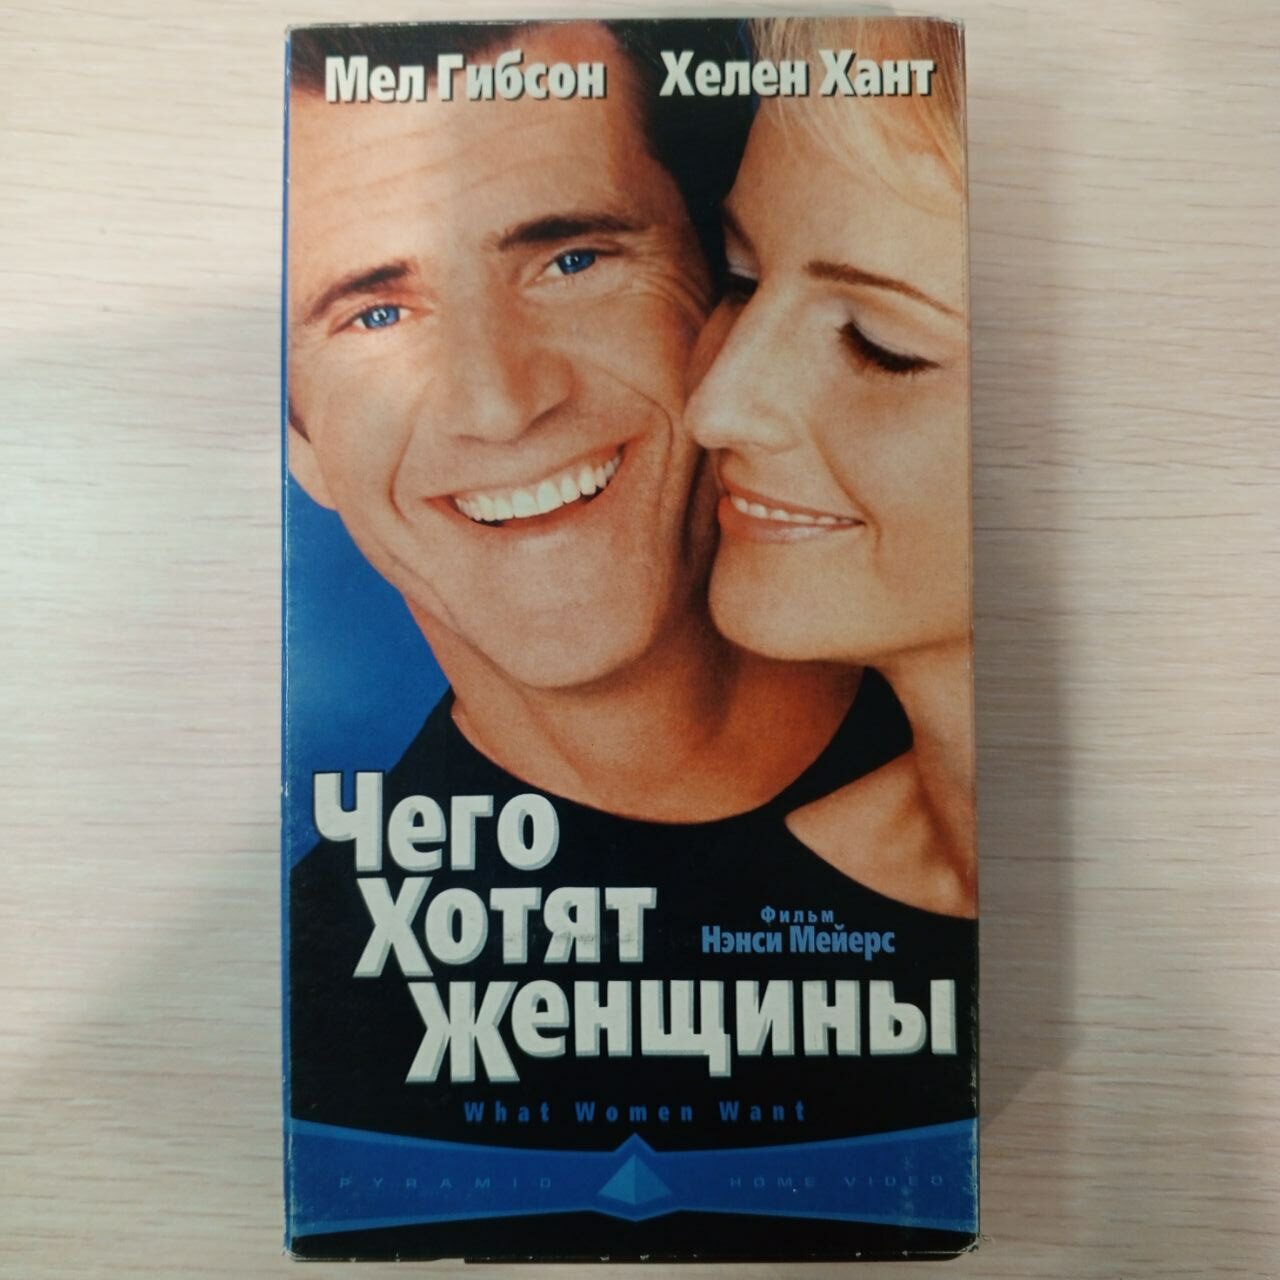 Мел Гибсон Хелен Хант
Чего
Хотят
Фильм
Нэнси Мейерс
Женщины
What Women Want
PYRAMID HOME VIDEO